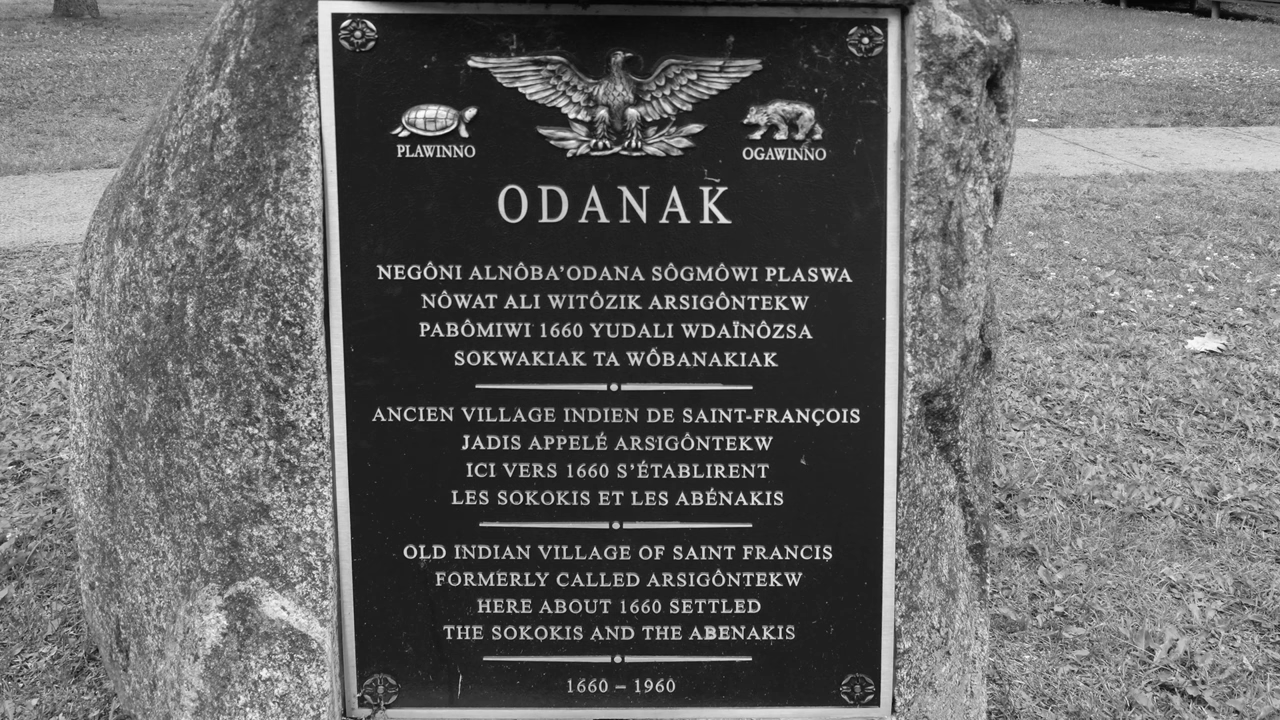 PLAWINNO
OGAWINNO
ODANAK
NEGÔNI ALNÔBA'ODANA SÔGMÔWI PLASWA
NÔWAT ALI WITÔZIK ARSIGÔNTEKW
PABÔMIWI 1660 YUDALI WDAÏNÔZSA
SOKWAKIAK TA WÔBANAKIAK
ANCIEN VILLAGE INDIEN DE SAINT-FRANÇOIS
JADIS APPELÉ ARSIGÔNTEKW
ICI VERS 1660 S'ÉTABLIRENT
LES SOKOKIS ET LES ABÉNAKIS
OLD INDIAN VILLAGE OF SAINT FRANCIS
FORMERLY CALLED ARSIGÔNTEKW
HERE ABOUT 1660 SETTLED
THE SOKOKIS AND THE ABENAKIS
1660 – 1960